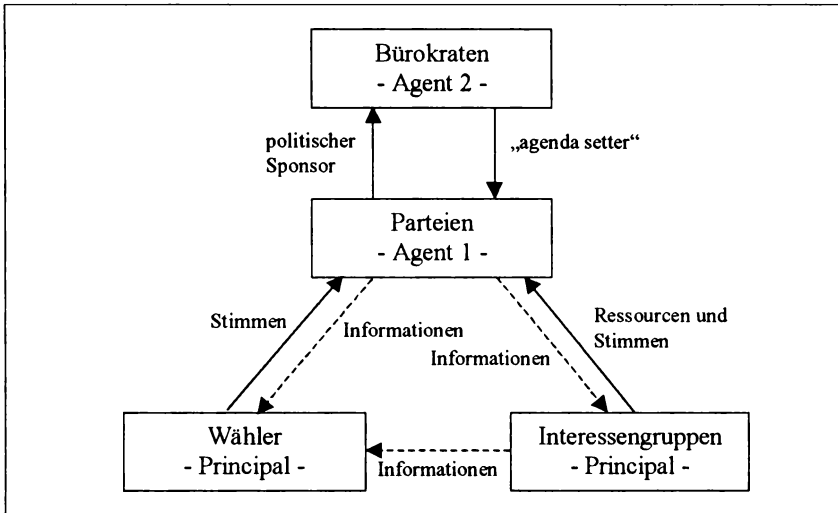 Bürokraten
- Agent 2 -
politischer
Sponsor
„agenda setter“
Parteien
- Agent 1 -
Stimmen
Informationen
Informationen
Ressourcen und
Stimmen
Wähler
- Principal -
Informationen
Interessengruppen
- Principal -